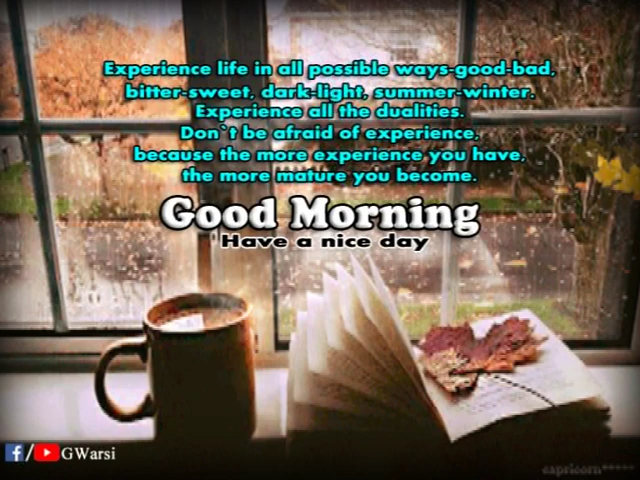 Experience life in all possible ways-good-bad,
bitter-sweet, dark-light, summer-winter.
Experience all the dualities.
Don`t be afraid of experience,
because the more experience you have,
the more mature you become.
Good Morning
Have a nice day
f/ GWarsi
capricorn*****